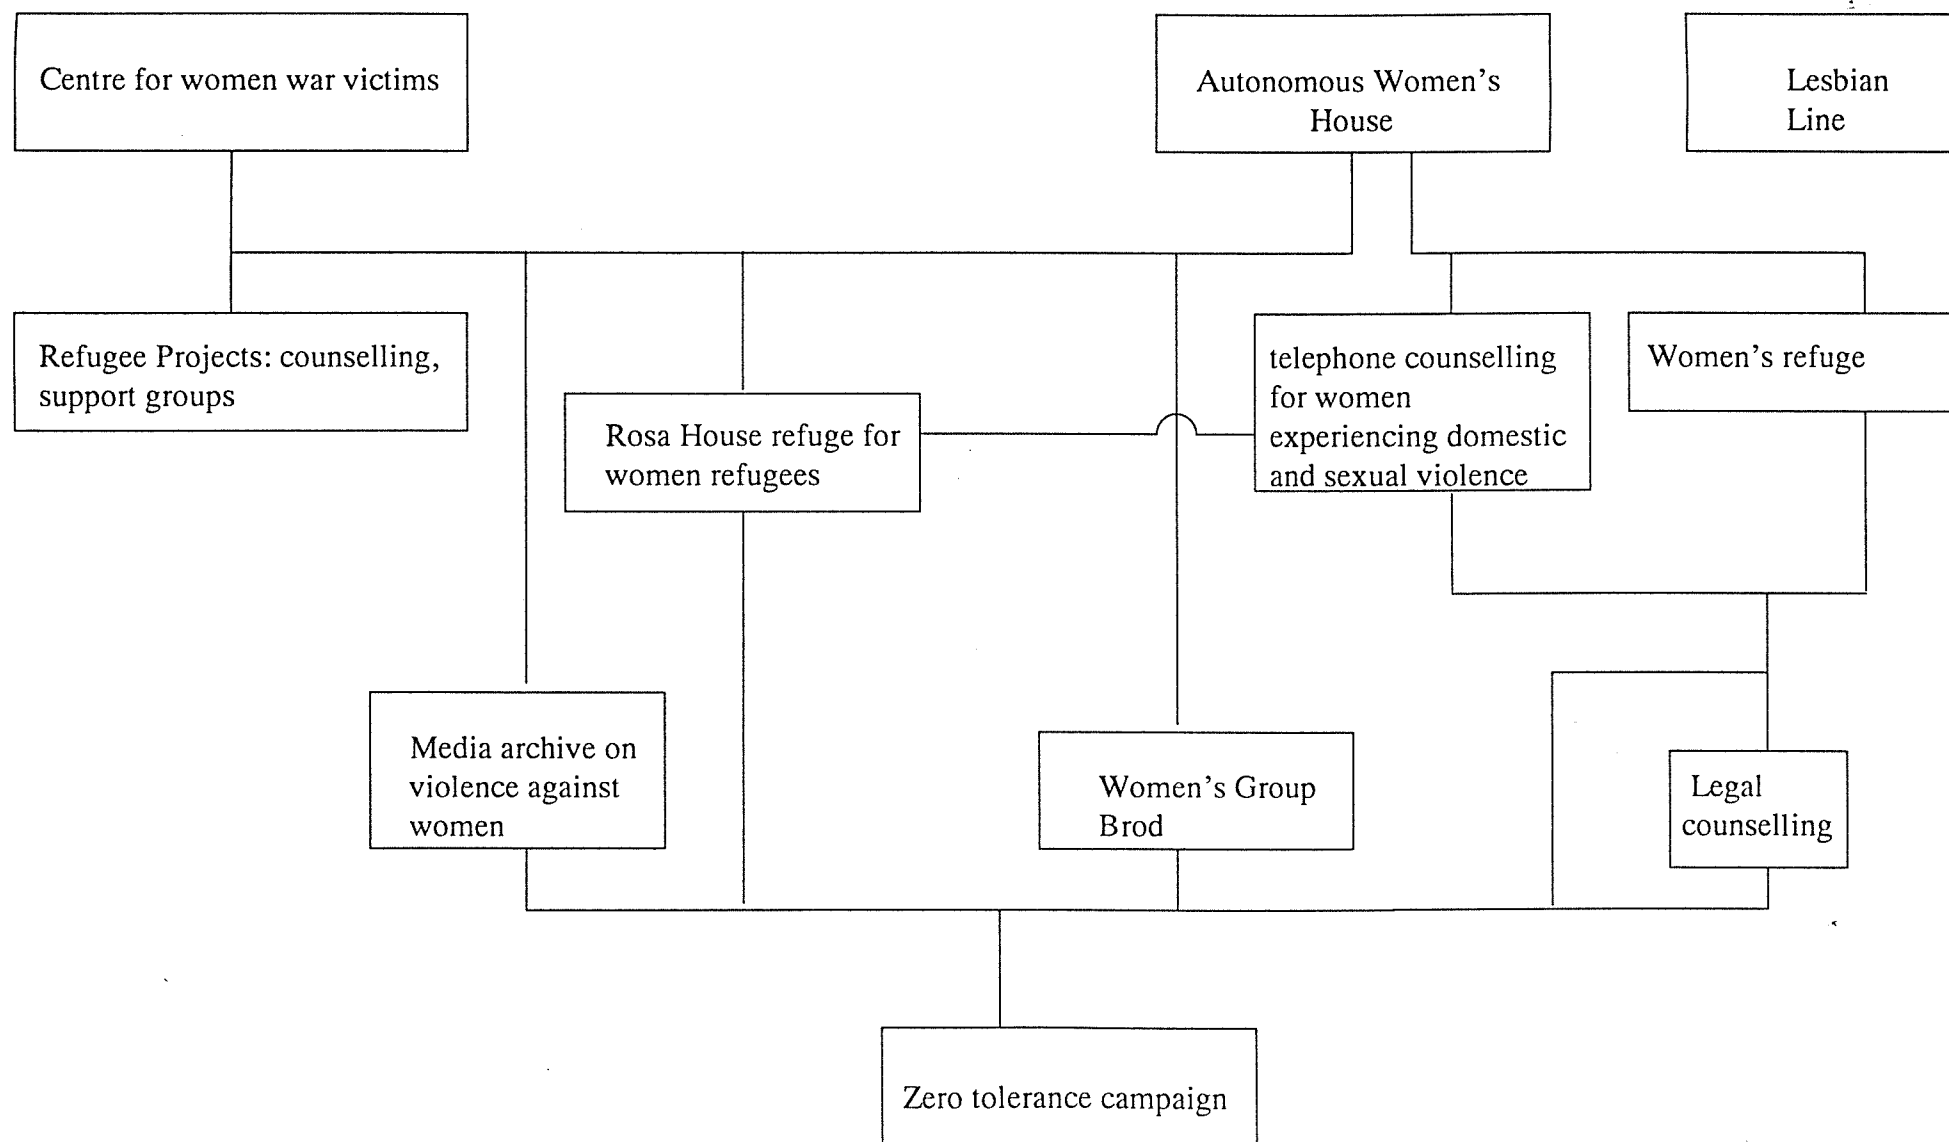 Centre for women war victims
Autonomous Women's
House
Lesbian
Line
Refugee Projects: counselling,
support groups
Rosa House refuge for
women refugees
telephone counselling
for women
experiencing domestic
and sexual violence
Women's refuge
Media archive on
violence against
women
Women's Group
Brod
Legal
counselling
Zero tolerance campaign